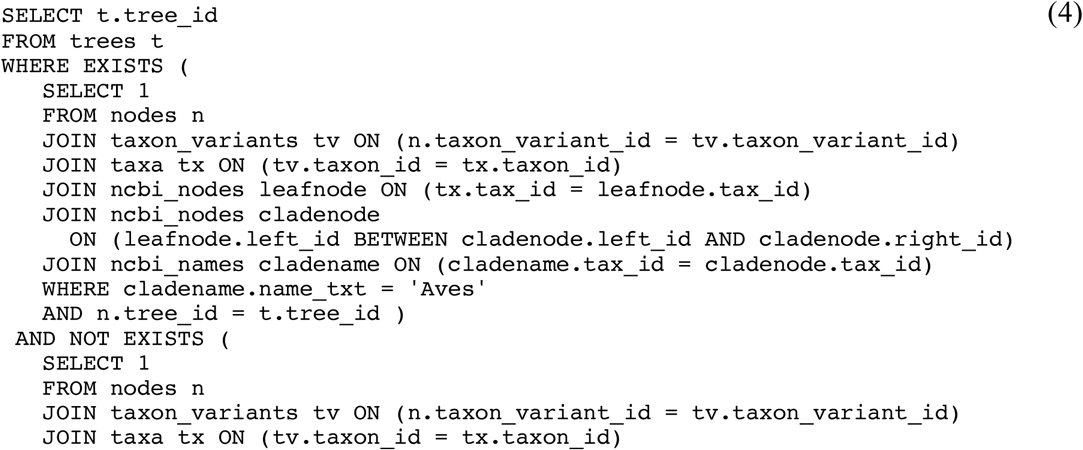 SELECT t.tree_id (4)
FROM trees t
WHERE EXISTS (
SELECT 1
FROM nodes n
JOIN taxon_variants tv ON (n.taxon_variant_id = tv.taxon_variant_id)
JOIN taxa tx ON (tv.taxon_id = tx.taxon_id)
JOIN ncbi_nodes leafnode ON (tx.tax_id = leafnode.tax_id)
JOIN ncbi_nodes cladenode
ON (leafnode.left_id BETWEEN cladenode.left_id AND cladenode.right_id)
JOIN ncbi_names cladename ON (cladename.tax_id = cladenode.tax_id)
WHERE cladename.name_txt = 'Aves'
AND n.tree_id = t.tree_id )
AND NOT EXISTS (
SELECT 1
FROM nodes n
JOIN taxon_variants tv ON (n.taxon_variant_id = tv.taxon_variant_id)
JOIN taxa tx ON (tv.taxon_id = tx.taxon_id)